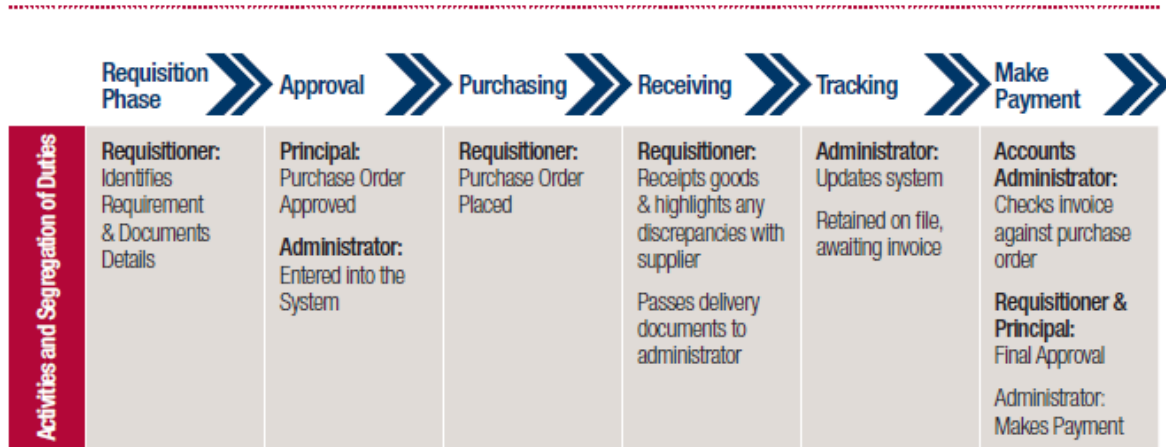 Requisition
Phase
Approval
Purchasing
Receiving
Tracking
Make
Payment
Activities and Segregation of Duties
Requisitioner:
Identifies
Requirement
& Documents
Details
Principal:
Purchase Order
Approved
Administrator:
Entered into the
System
Requisitioner:
Purchase Order
Placed
Requisitioner:
Receipts goods
& highlights any
discrepancies with
supplier
Passes delivery
documents to
administrator
Administrator:
Updates system
Retained on file,
awaiting invoice
Accounts
Administrator:
Checks invoice
against purchase
order
Requisitioner &
Principal:
Final Approval
Administrator:
Makes Payment